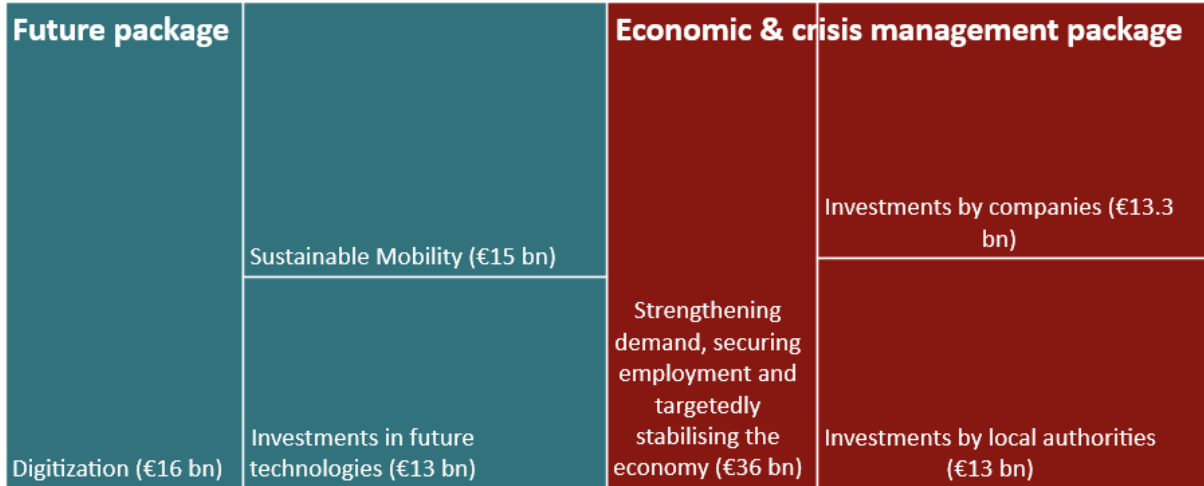 Future package
Digitization (€16 bn)
Sustainable Mobility (€15 bn)
Investments in future
technologies (€13 bn)
Economic & crisis management package
Strengthening
demand, securing
employment and
targetedly
stabilising the
economy (€36 bn)
Investments by companies (€13.3
bn)
Investments by local authorities
(€13 bn)